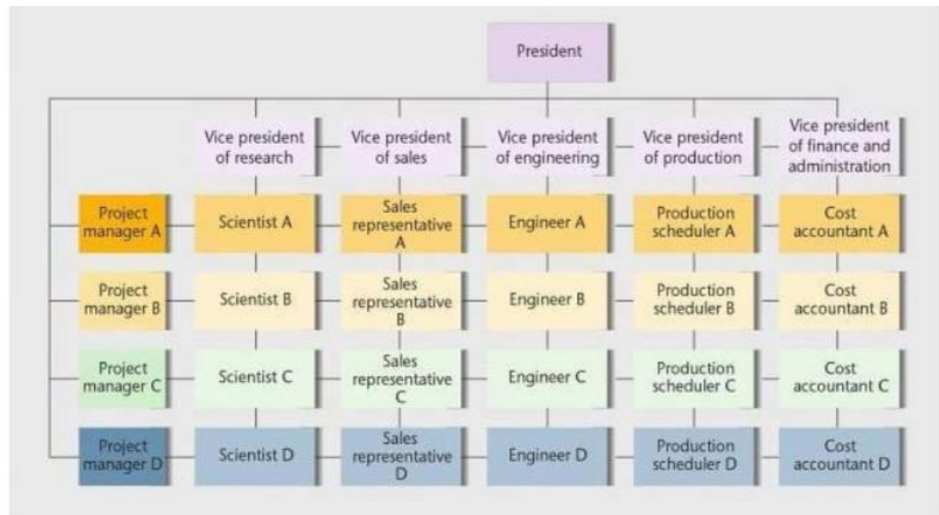 President
Vice president
of research
Vice president
of sales
Vice president
of engineering
Vice president
of production
Vice president
of finance and
administration
Project
manager A
Scientist A
Sales
representative
A
Engineer A
Production
scheduler A
Cost
accountant A
Project
manager B
Scientist B
Sales
representative
B
Engineer B
Production
scheduler B
Cost
accountant B
Project
manager C
Scientist C
Sales
representative
C
Engineer C
Production
scheduler C
Cost
accountant C
Project
manager D
Scientist D
Sales
representative
D
Engineer D
Production
scheduler D
Cost
accountant D